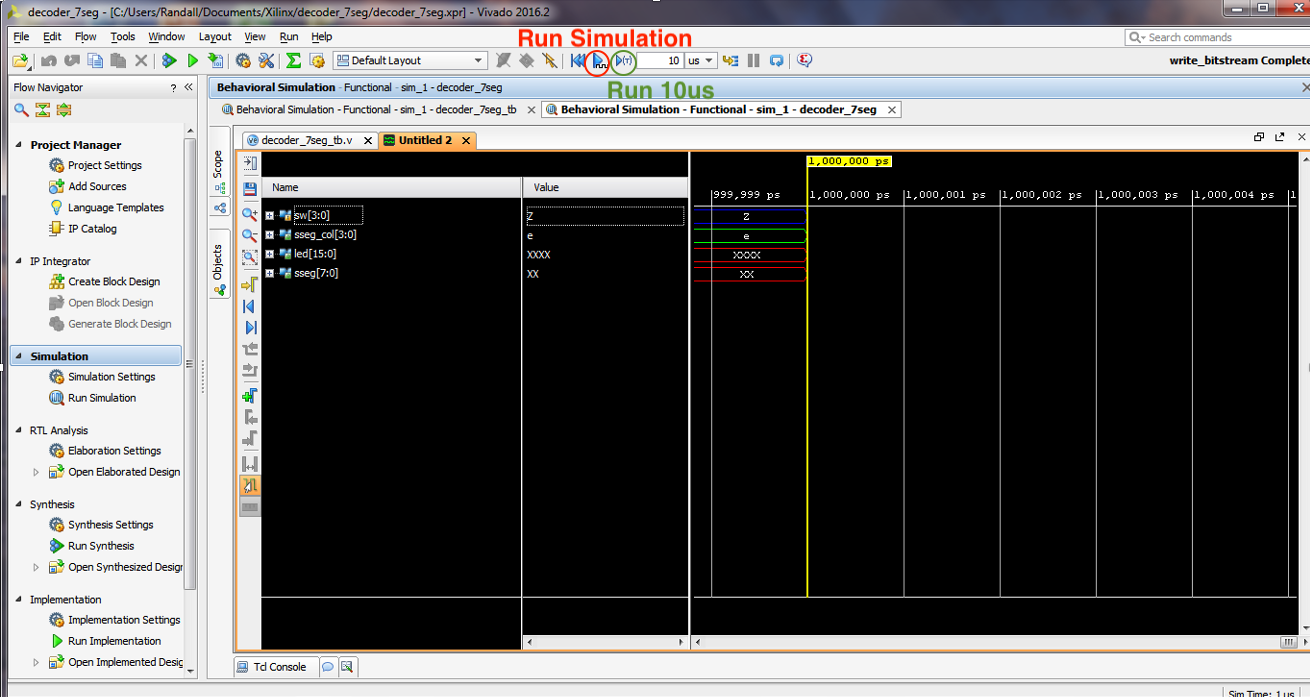 decoder_7seg - [C:/Users/Randall/Documents/Xilinx/decoder_7seg/decoder_7seg.xpr] - Vivado 2016.2
File Edit Flow Tools Window Layout View Run Help
Run Simulation
Search commands
Default Layout
10 us
write_bitstream Complete
Run 10us
Flow Navigator ? «
Behavioral Simulation - Functional - sim_1 - decoder_7seg
Behavioral Simulation - Functional - sim_1 - decoder_7seg_tb
Behavioral Simulation - Functional - sim_1 - decoder_7seg
decoder_7seg_tb.v
Untitled 2
Scope
Objects
Project Manager
Project Settings
Add Sources
Language Templates
IP Catalog
IP Integrator
Create Block Design
Open Block Design
Generate Block Design
Simulation
Simulation Settings
Run Simulation
RTL Analysis
Elaboration Settings
Open Elaborated Design
Synthesis
Synthesis Settings
Run Synthesis
Open Synthesized Desigr
Implementation
Implementation Settings
Run Implementation
Open Implemented Desig
Name Value
sw[3:0] Z
sseg_col[3:0] e
led[15:0] XXXX
sseg[7:0] XX
1,000,000 ps
999,999 ps 1,000,000 ps 1,000,001 ps 1,000,002 ps 1,000,003 ps 1,000,004 ps 1
Z
e
XXXX
XX
Tcl Console
Sim Time: 1 us